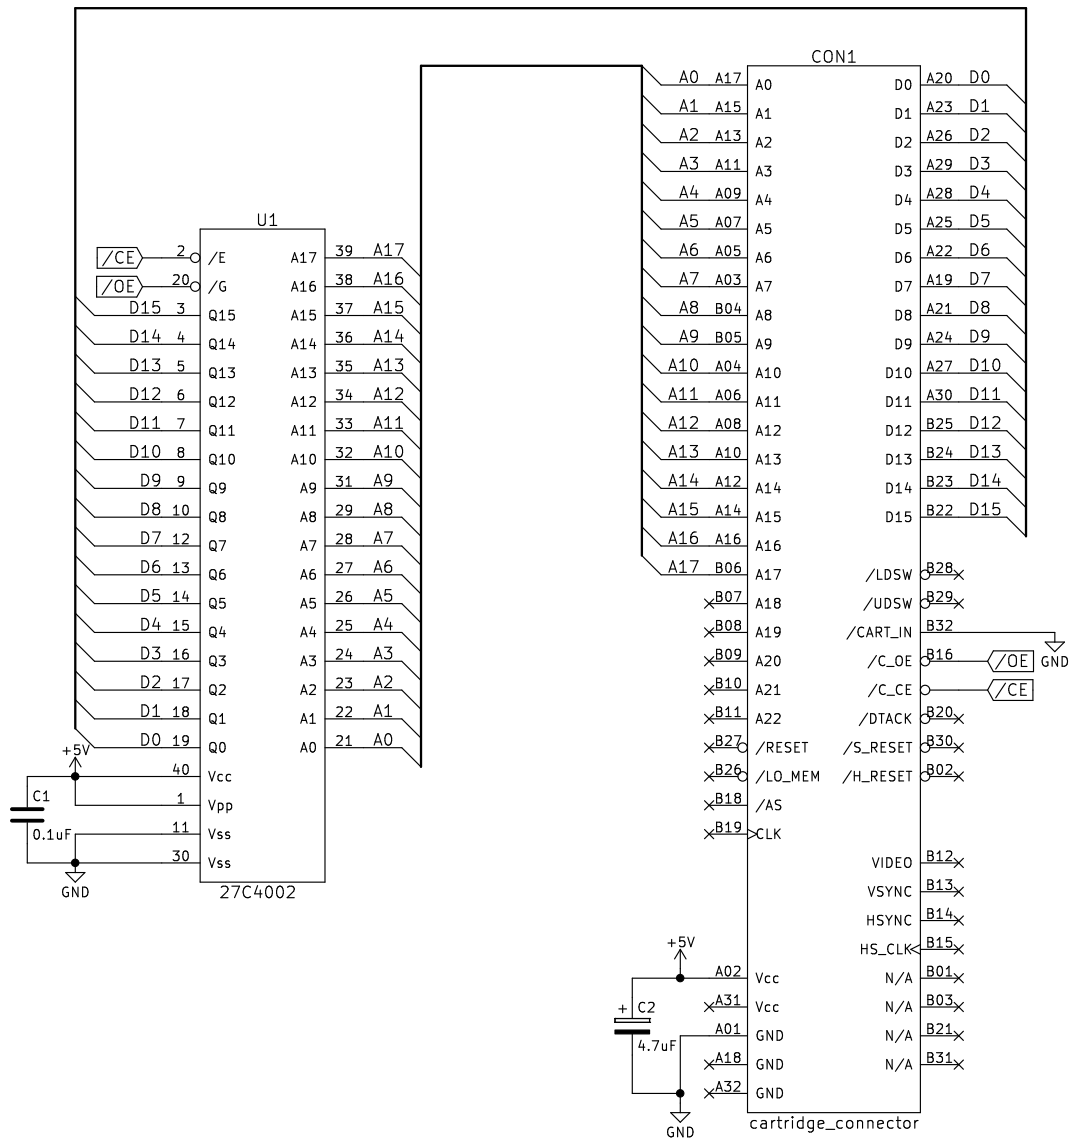 CON1
A0 A17 A0 D0 A20 D0
A1 A15 A1 D1 A23 D1
A2 A13 A2 D2 A26 D2
A3 A11 A3 D3 A29 D3
A4 A09 A4 D4 A28 D4
A5 A07 A5 D5 A25 D5
A6 A05 A6 D6 A22 D6
A7 A03 A7 D7 A19 D7
A8 B04 A8 D8 A21 D8
A9 B05 A9 D9 A24 D9
A10 A04 A10 D10 A27 D10
A11 A06 A11 D11 A30 D11
A12 A08 A12 D12 B25 D12
A13 A10 A13 D13 B24 D13
A14 A12 A14 D14 B23 D14
A15 A14 A15 D15 B22 D15
A16 A16 A16
A17 B06 A17 /LDSW B28
B07 A18 /UDSW B29
B08 A19 /CART_IN B32
B09 A20 /C_OE B16 /OE GND
B10 A21 /C_CE /CE
B11 A22 /DTACK B20
B27 /RESET /S_RESET B30
B26 /LO_MEM /H_RESET B02
B18 /AS
B19 CLK
VIDEO B12
VSYNC B13
HSYNC B14
HS_CLK B15
+5V
A02 Vcc N/A B01
A31 Vcc N/A B03
+ C2
4.7uF
A01 GND N/A B21
A18 GND N/A B31
A32 GND
GND
cartridge_connector
U1
/CE 2 /E A17 39 A17
/OE 20 /G A16 38 A16
D15 3 Q15 A15 37 A15
D14 4 Q14 A14 36 A14
D13 5 Q13 A13 35 A13
D12 6 Q12 A12 34 A12
D11 7 Q11 A11 33 A11
D10 8 Q10 A10 32 A10
D9 9 Q9 A9 31 A9
D8 10 Q8 A8 29 A8
D7 12 Q7 A7 28 A7
D6 13 Q6 A6 27 A6
D5 14 Q5 A5 26 A5
D4 15 Q4 A4 25 A4
D3 16 Q3 A3 24 A3
D2 17 Q2 A2 23 A2
D1 18 Q1 A1 22 A1
D0 19 Q0 A0 21 A0
+5V
40 Vcc
C1
0.1uF
1 Vpp
11 Vss
30 Vss
GND
27C4002